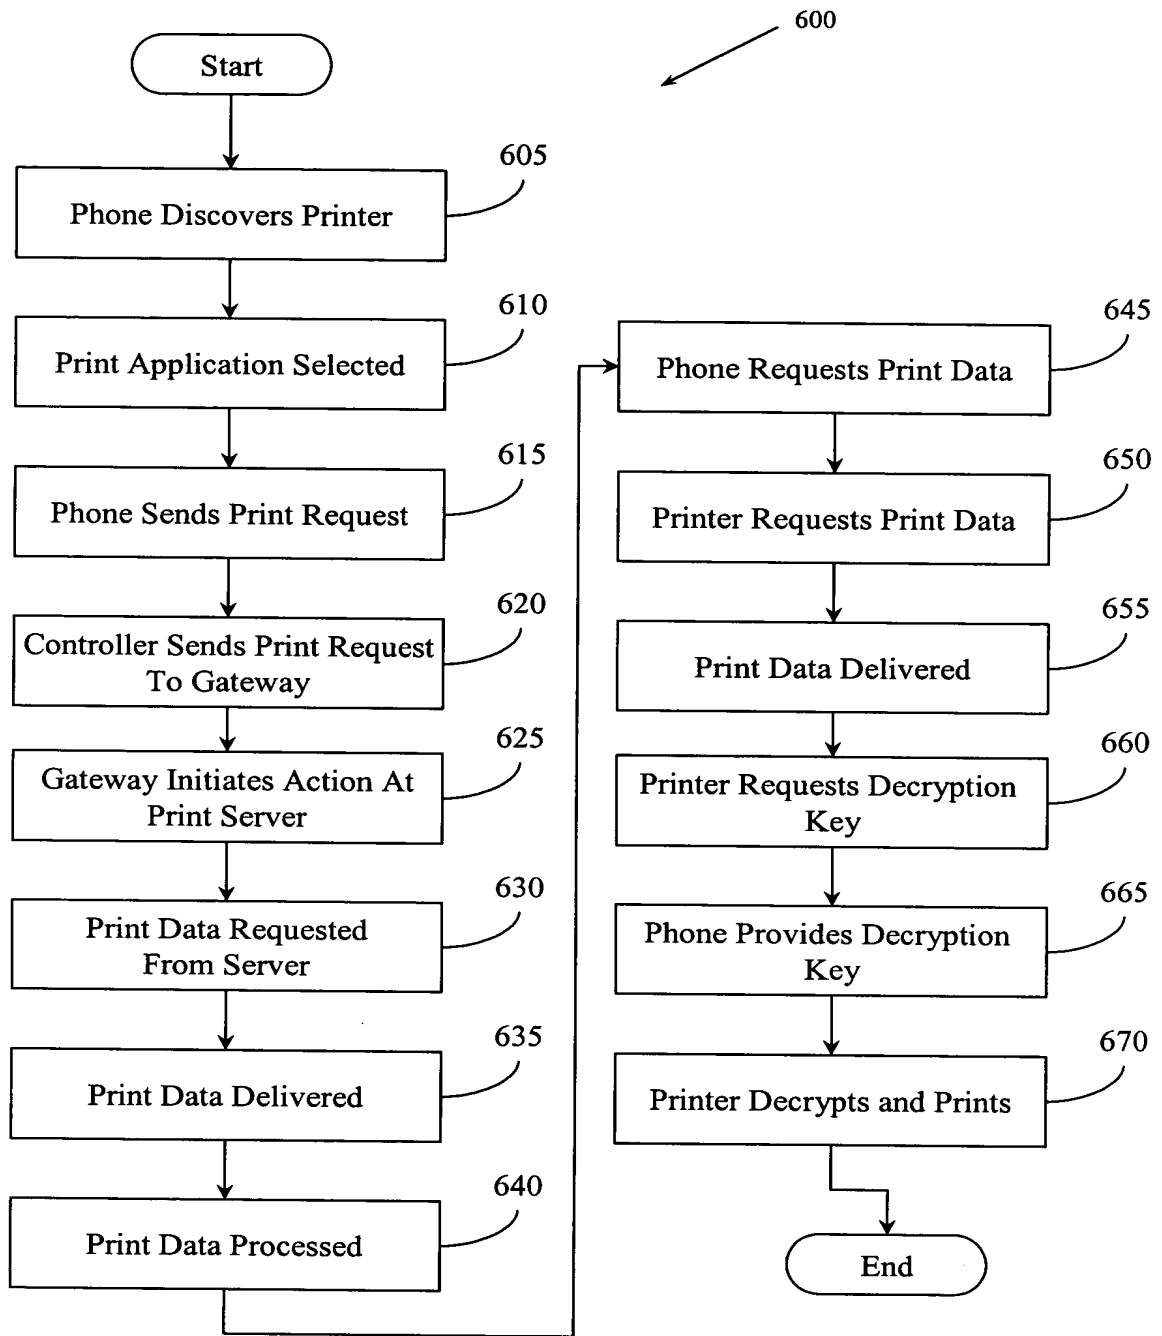 600
Start
605
Phone Discovers Printer
610
Print Application Selected
615
Phone Sends Print Request
620
Controller Sends Print Request
To Gateway
625
Gateway Initiates Action At
Print Server
630
Print Data Requested
From Server
635
Print Data Delivered
640
Print Data Processed
645
Phone Requests Print Data
650
Printer Requests Print Data
655
Print Data Delivered
660
Printer Requests Decryption
Key
665
Phone Provides Decryption
Key
670
Printer Decrypts and Prints
End